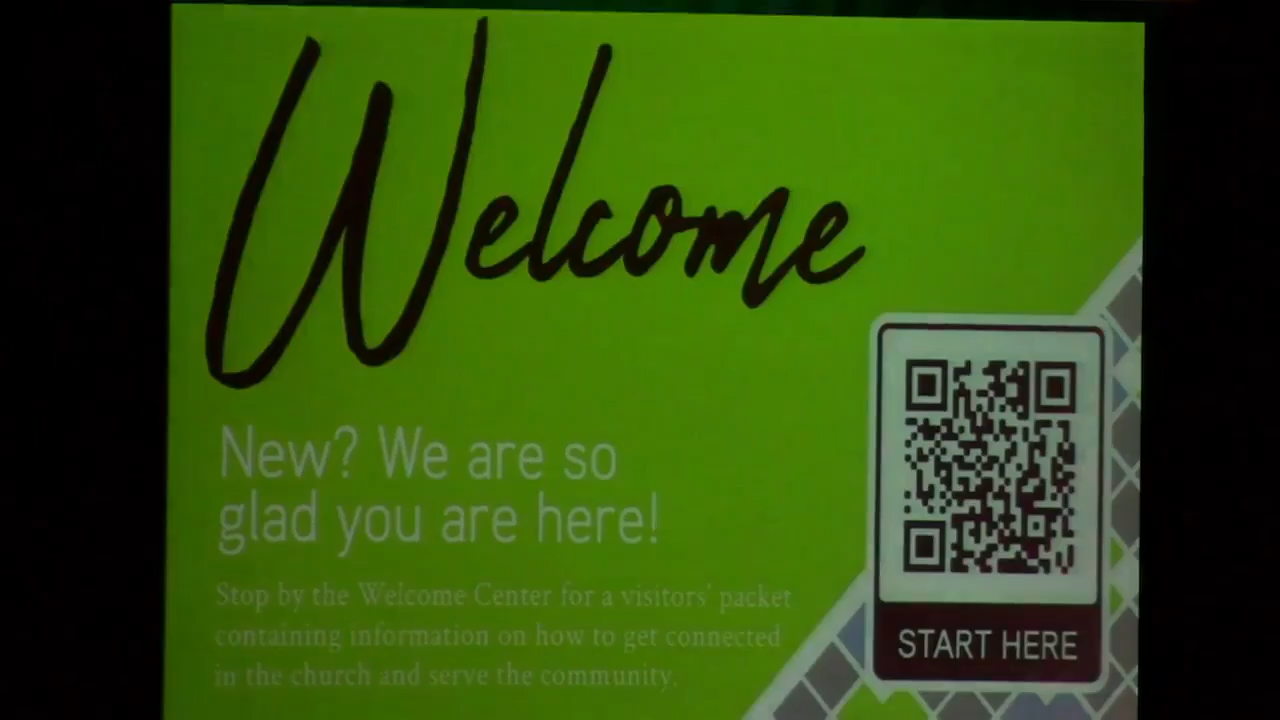 Welcome
New? We are so
glad you are here!
Stop by the Welcome Center for a visitors' packet
containing information on how to get connected
in the church and serve the community.
START HERE